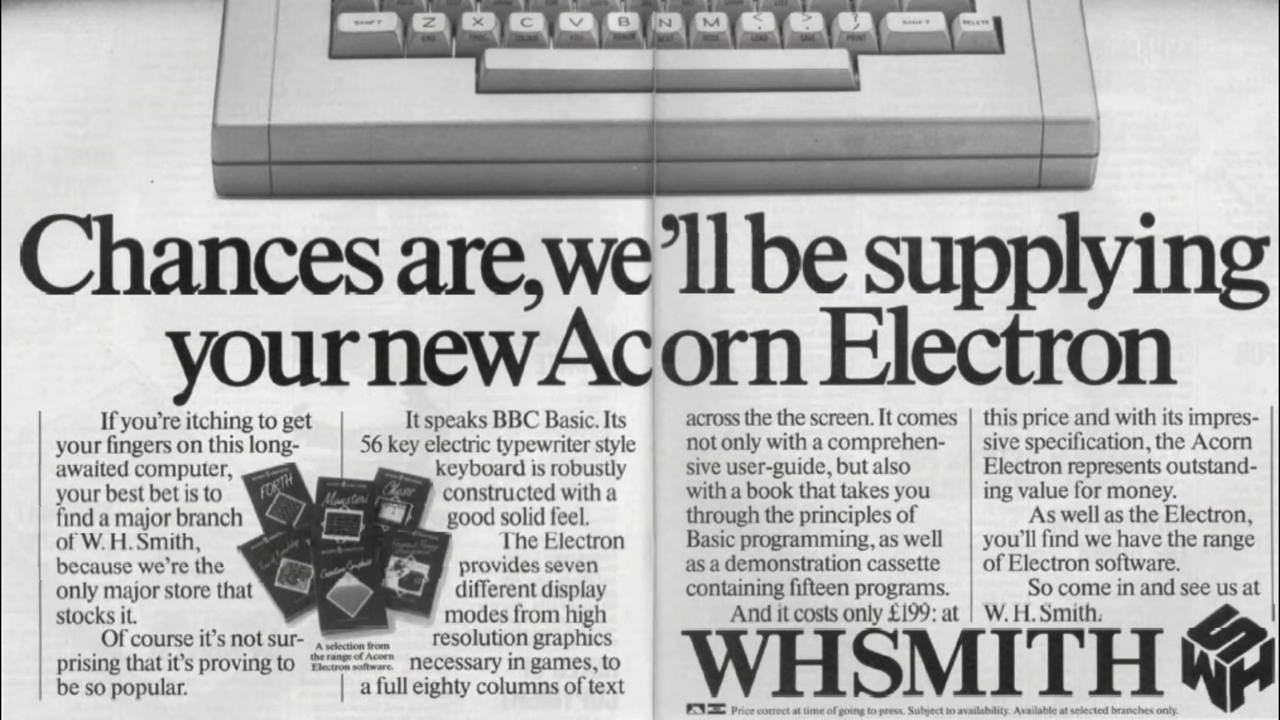 SHIFT Z X C V B N M < > ? SHIFT DELETE
Chances are, we'll be supplying
your new Acorn Electron
If you're itching to get
your fingers on this long-
awaited computer,
your best bet is to
find a major branch
of W. H. Smith,
because we're the
only major store that
stocks it.
Of course it's not sur-
prising that it's proving to
be so popular.
FORTH
Monsters
Chess
Creative Graphics
A selection from
the range of Acorn
Electron software.
It speaks BBC Basic. Its
56 key electric typewriter style
keyboard is robustly
constructed with a
good solid feel.
The Electron
provides seven
different display
modes from high
resolution graphics
necessary in games, to
a full eighty columns of text
across the the screen. It comes
not only with a comprehen-
sive user-guide, but also
with a book that takes you
through the principles of
Basic programming, as well
as a demonstration cassette
containing fifteen programs.
And it costs only £199: at
this price and with its impres-
sive specification, the Acorn
Electron represents outstand-
ing value for money.
As well as the Electron,
you'll find we have the range
of Electron software.
So come in and see us at
W. H. Smith.
WHSMITH
WHS
Price correct at time of going to press. Subject to availability. Available at selected branches only.